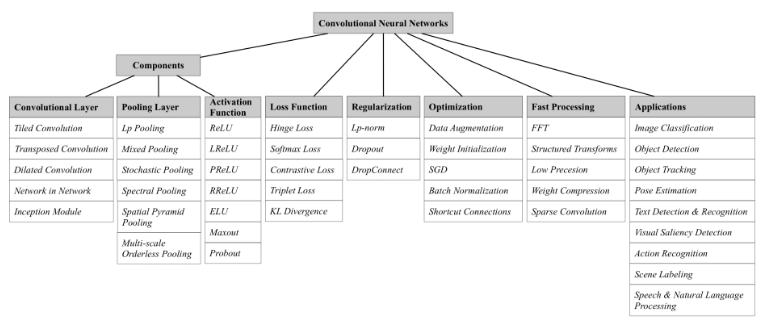 Convolutional Neural Networks
Components
Convolutional Layer
Tiled Convolution
Transposed Convolution
Dilated Convolution
Network in Network
Inception Module
Pooling Layer
Lp Pooling
Mixed Pooling
Stochastic Pooling
Spectral Pooling
Spatial Pyramid
Pooling
Multi-scale
Orderless Pooling
Activation
Function
ReLU
LReLU
PReLU
RReLU
ELU
Maxout
Probout
Loss Function
Hinge Loss
Softmax Loss
Contrastive Loss
Triplet Loss
KL Divergence
Regularization
Lp-norm
Dropout
DropConnect
Optimization
Data Augmentation
Weight Initialization
SGD
Batch Normalization
Shortcut Connections
Fast Processing
FFT
Structured Transforms
Low Precesion
Weight Compression
Sparse Convolution
Applications
Image Classification
Object Detection
Object Tracking
Pose Estimation
Text Detection & Recognition
Visual Saliency Detection
Action Recognition
Scene Labeling
Speech & Natural Language
Processing